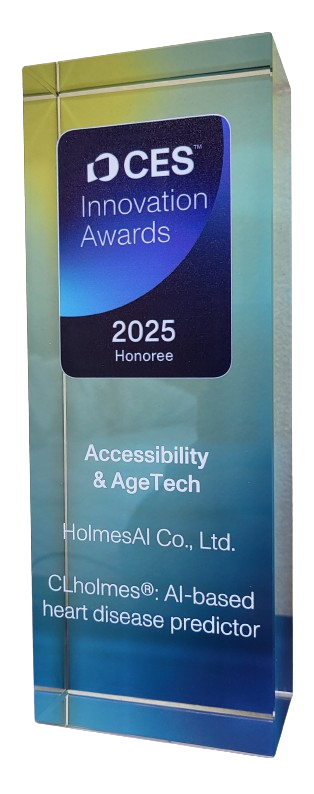 CES™
Innovation
Awards
2025
Honoree
Accessibility
& AgeTech
HolmesAI Co., Ltd.
CLholmes®: AI-based
heart disease predictor